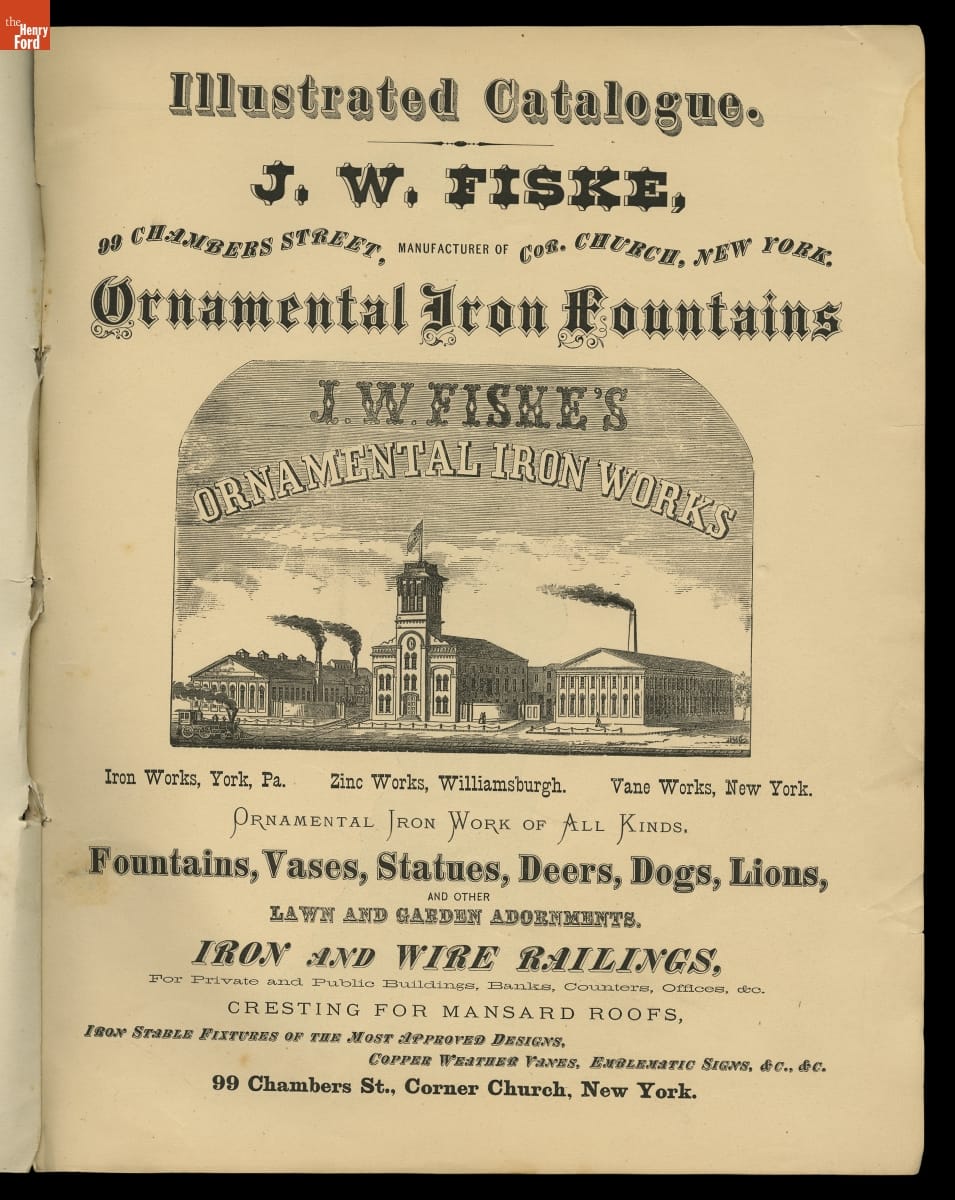 the
Henry
Ford
Illustrated Catalogue.
J. W. FISKE,
99 CHAMBERS STREET, MANUFACTURER OF COR. CHURCH, NEW YORK.
Ornamental Iron Fountains
J. W. FISKE'S
ORNAMENTAL IRON WORKS
Iron Works, York, Pa. Zinc Works, Williamsburgh. Vane Works, New York.
ORNAMENTAL IRON WORK OF ALL KINDS.
Fountains, Vases, Statues, Deers, Dogs, Lions,
AND OTHER
LAWN AND GARDEN ADORNMENTS.
IRON AND WIRE RAILINGS,
For Private and Public Buildings, Banks, Counters, Offices, &c.
CRESTING FOR MANSARD ROOFS,
IRON STABLE FIXTURES OF THE MOST APPROVED DESIGNS,
COPPER WEATHER VANES, EMBLEMATIC SIGNS, &C., &C.
99 Chambers St., Corner Church, New York.